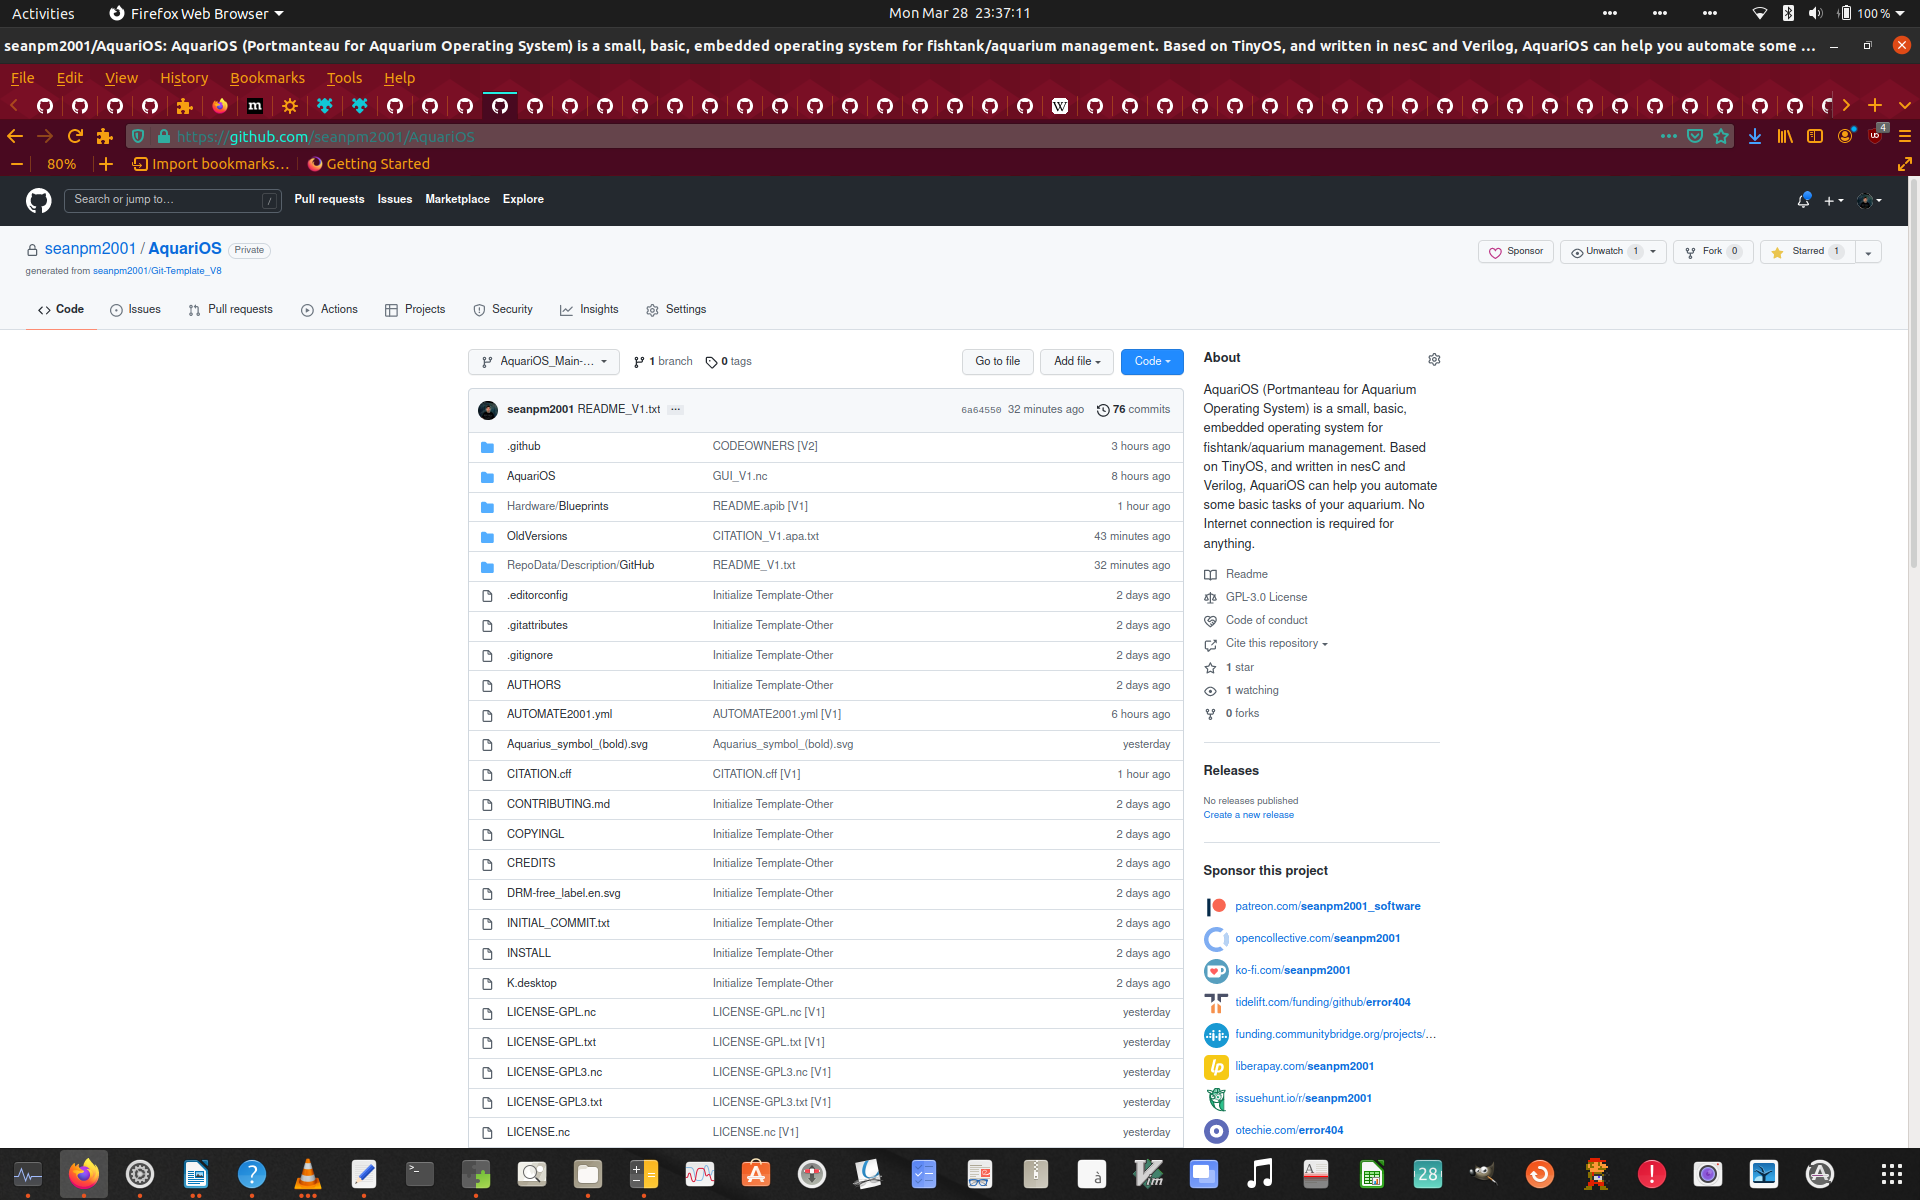 Activities
Firefox Web Browser
Mon Mar 28 23:37:11
100 %
seanpm2001/AquariOS: AquariOS (Portmanteau for Aquarium Operating System) is a small, basic, embedded operating system for fishtank/aquarium management. Based on TinyOS, and written in nesC and Verilog, AquariOS can help you automate some ...
File Edit View History Bookmarks Tools Help
https://github.com/seanpm2001/AquariOS
4
80%
Import bookmarks...
Getting Started
Search or jump to...
/
Pull requests Issues Marketplace Explore
seanpm2001 / AquariOS Private
Sponsor
Unwatch 1
Fork 0
Starred 1
generated from seanpm2001/Git-Template_V8
Code Issues Pull requests Actions Projects Security Insights Settings
AquariOS_Main-...
1 branch
0 tags
Go to file
Add file
Code
seanpm2001 README_V1.txt ...
6a64550 32 minutes ago 76 commits
.github CODEOWNERS [V2] 3 hours ago
AquariOS GUI_V1.nc 8 hours ago
Hardware/Blueprints README.apib [V1] 1 hour ago
OldVersions CITATION_V1.apa.txt 43 minutes ago
RepoData/Description/GitHub README_V1.txt 32 minutes ago
.editorconfig Initialize Template-Other 2 days ago
.gitattributes Initialize Template-Other 2 days ago
.gitignore Initialize Template-Other 2 days ago
AUTHORS Initialize Template-Other 2 days ago
AUTOMATE2001.yml AUTOMATE2001.yml [V1] 6 hours ago
Aquarius_symbol_(bold).svg Aquarius_symbol_(bold).svg yesterday
CITATION.cff CITATION.cff [V1] 1 hour ago
CONTRIBUTING.md Initialize Template-Other 2 days ago
COPYINGL Initialize Template-Other 2 days ago
CREDITS Initialize Template-Other 2 days ago
DRM-free_label.en.svg Initialize Template-Other 2 days ago
INITIAL_COMMIT.txt Initialize Template-Other 2 days ago
INSTALL Initialize Template-Other 2 days ago
K.desktop Initialize Template-Other 2 days ago
LICENSE-GPL.nc LICENSE-GPL.nc [V1] yesterday
LICENSE-GPL.txt LICENSE-GPL.txt [V1] yesterday
LICENSE-GPL3.nc LICENSE-GPL3.nc [V1] yesterday
LICENSE-GPL3.txt LICENSE-GPL3.txt [V1] yesterday
LICENSE.nc LICENSE.nc [V1] yesterday
About
AquariOS (Portmanteau for Aquarium
Operating System) is a small, basic,
embedded operating system for
fishtank/aquarium management. Based
on TinyOS, and written in nesC and
Verilog, AquariOS can help you automate
some basic tasks of your aquarium. No
Internet connection is required for
anything.
Readme
GPL-3.0 License
Code of conduct
Cite this repository
1 star
1 watching
0 forks
Releases
No releases published
Create a new release
Sponsor this project
patreon.com/seanpm2001_software
opencollective.com/seanpm2001
ko-fi.com/seanpm2001
tidelift.com/funding/github/error404
funding.communitybridge.org/projects/...
liberapay.com/seanpm2001
issuehunt.io/r/seanpm2001
otechie.com/error404
28